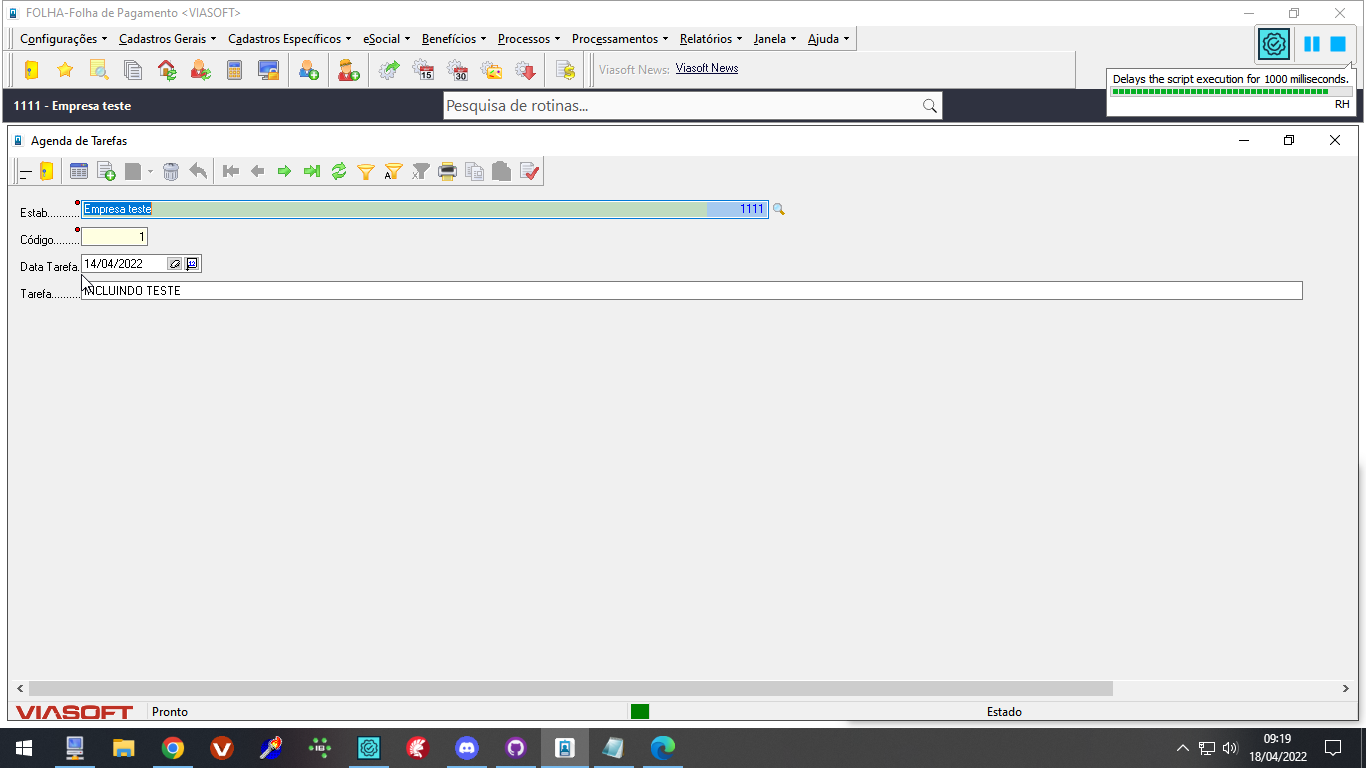 FOLHA-Folha de Pagamento <VIASOFT>
Configurações Cadastros Gerais Cadastros Específicos eSocial Benefícios Processos Processamentos Relatórios Janela Ajuda
15 30 Viasoft News: Viasoft News
Delays the script execution for 1000 milliseconds.
RH
1111 - Empresa teste Pesquisa de rotinas...
Agenda de Tarefas
A
Estab.......... Empresa teste 1111
Código........ 1
Data Tarefa. 14/04/2022 12
Tarefa.......... INCLUINDO TESTE
VIASOFT Pronto Estado
09:19
18/04/2022